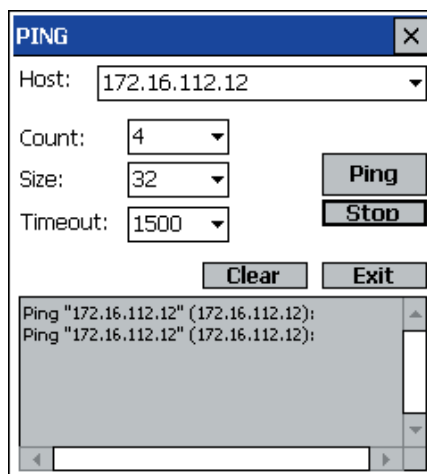 PING
Host: 172.16.112.12
Count: 4
Size: 32
Ping
Timeout: 1500
Stop
Clear Exit
Ping "172.16.112.12" (172.16.112.12):
Ping "172.16.112.12" (172.16.112.12):